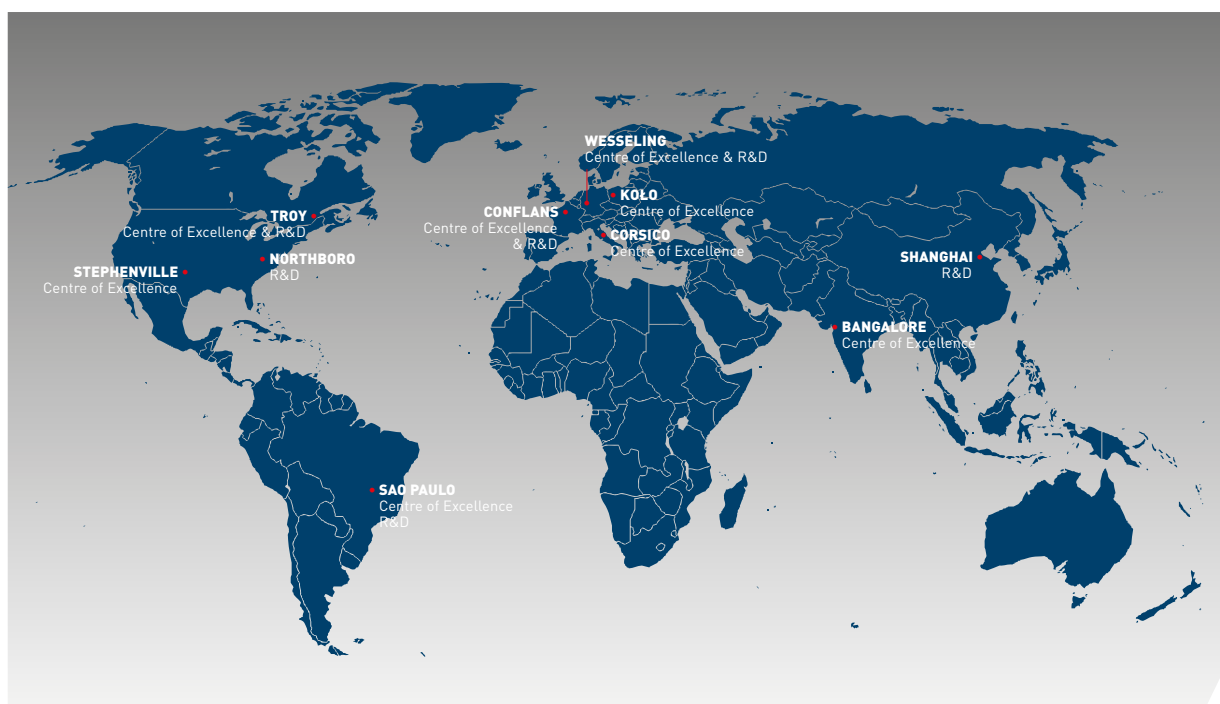 WESSELING
Centre of Excellence & R&D
KOŁO
Centre of Excellence
CONFLANS
Centre of Excellence
& R&D
CORSICO
Centre of Excellence
TROY
Centre of Excellence & R&D
NORTHBORO
R&D
STEPHENVILLE
Centre of Excellence
SHANGHAI
R&D
BANGALORE
Centre of Excellence
SAO PAULO
Centre of Excellence
R&D